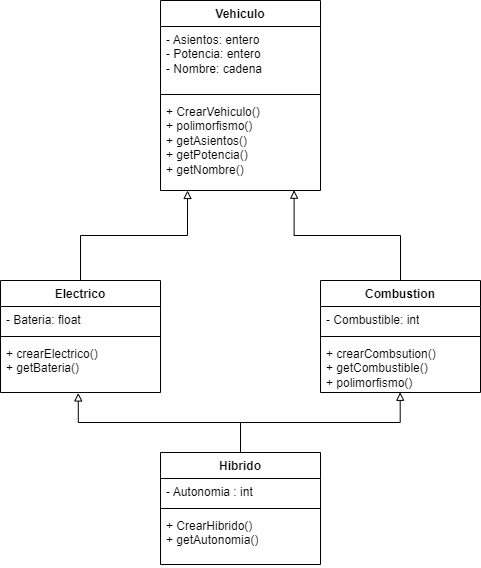 Vehiculo
- Asientos: entero
- Potencia: entero
- Nombre: cadena
+ CrearVehiculo()
+ polimorfismo()
+ getAsientos()
+ getPotencia()
+ getNombre()
Eléctrico
- Bateria: float
+ crearElectrico()
+ getBateria()
Combustion
- Combustible: int
+ crearCombsution()
+ getCombustible()
+ polimorfismo()
Hibrido
- Autonomia : int
+ CrearHibrido()
+ getAutonomia()